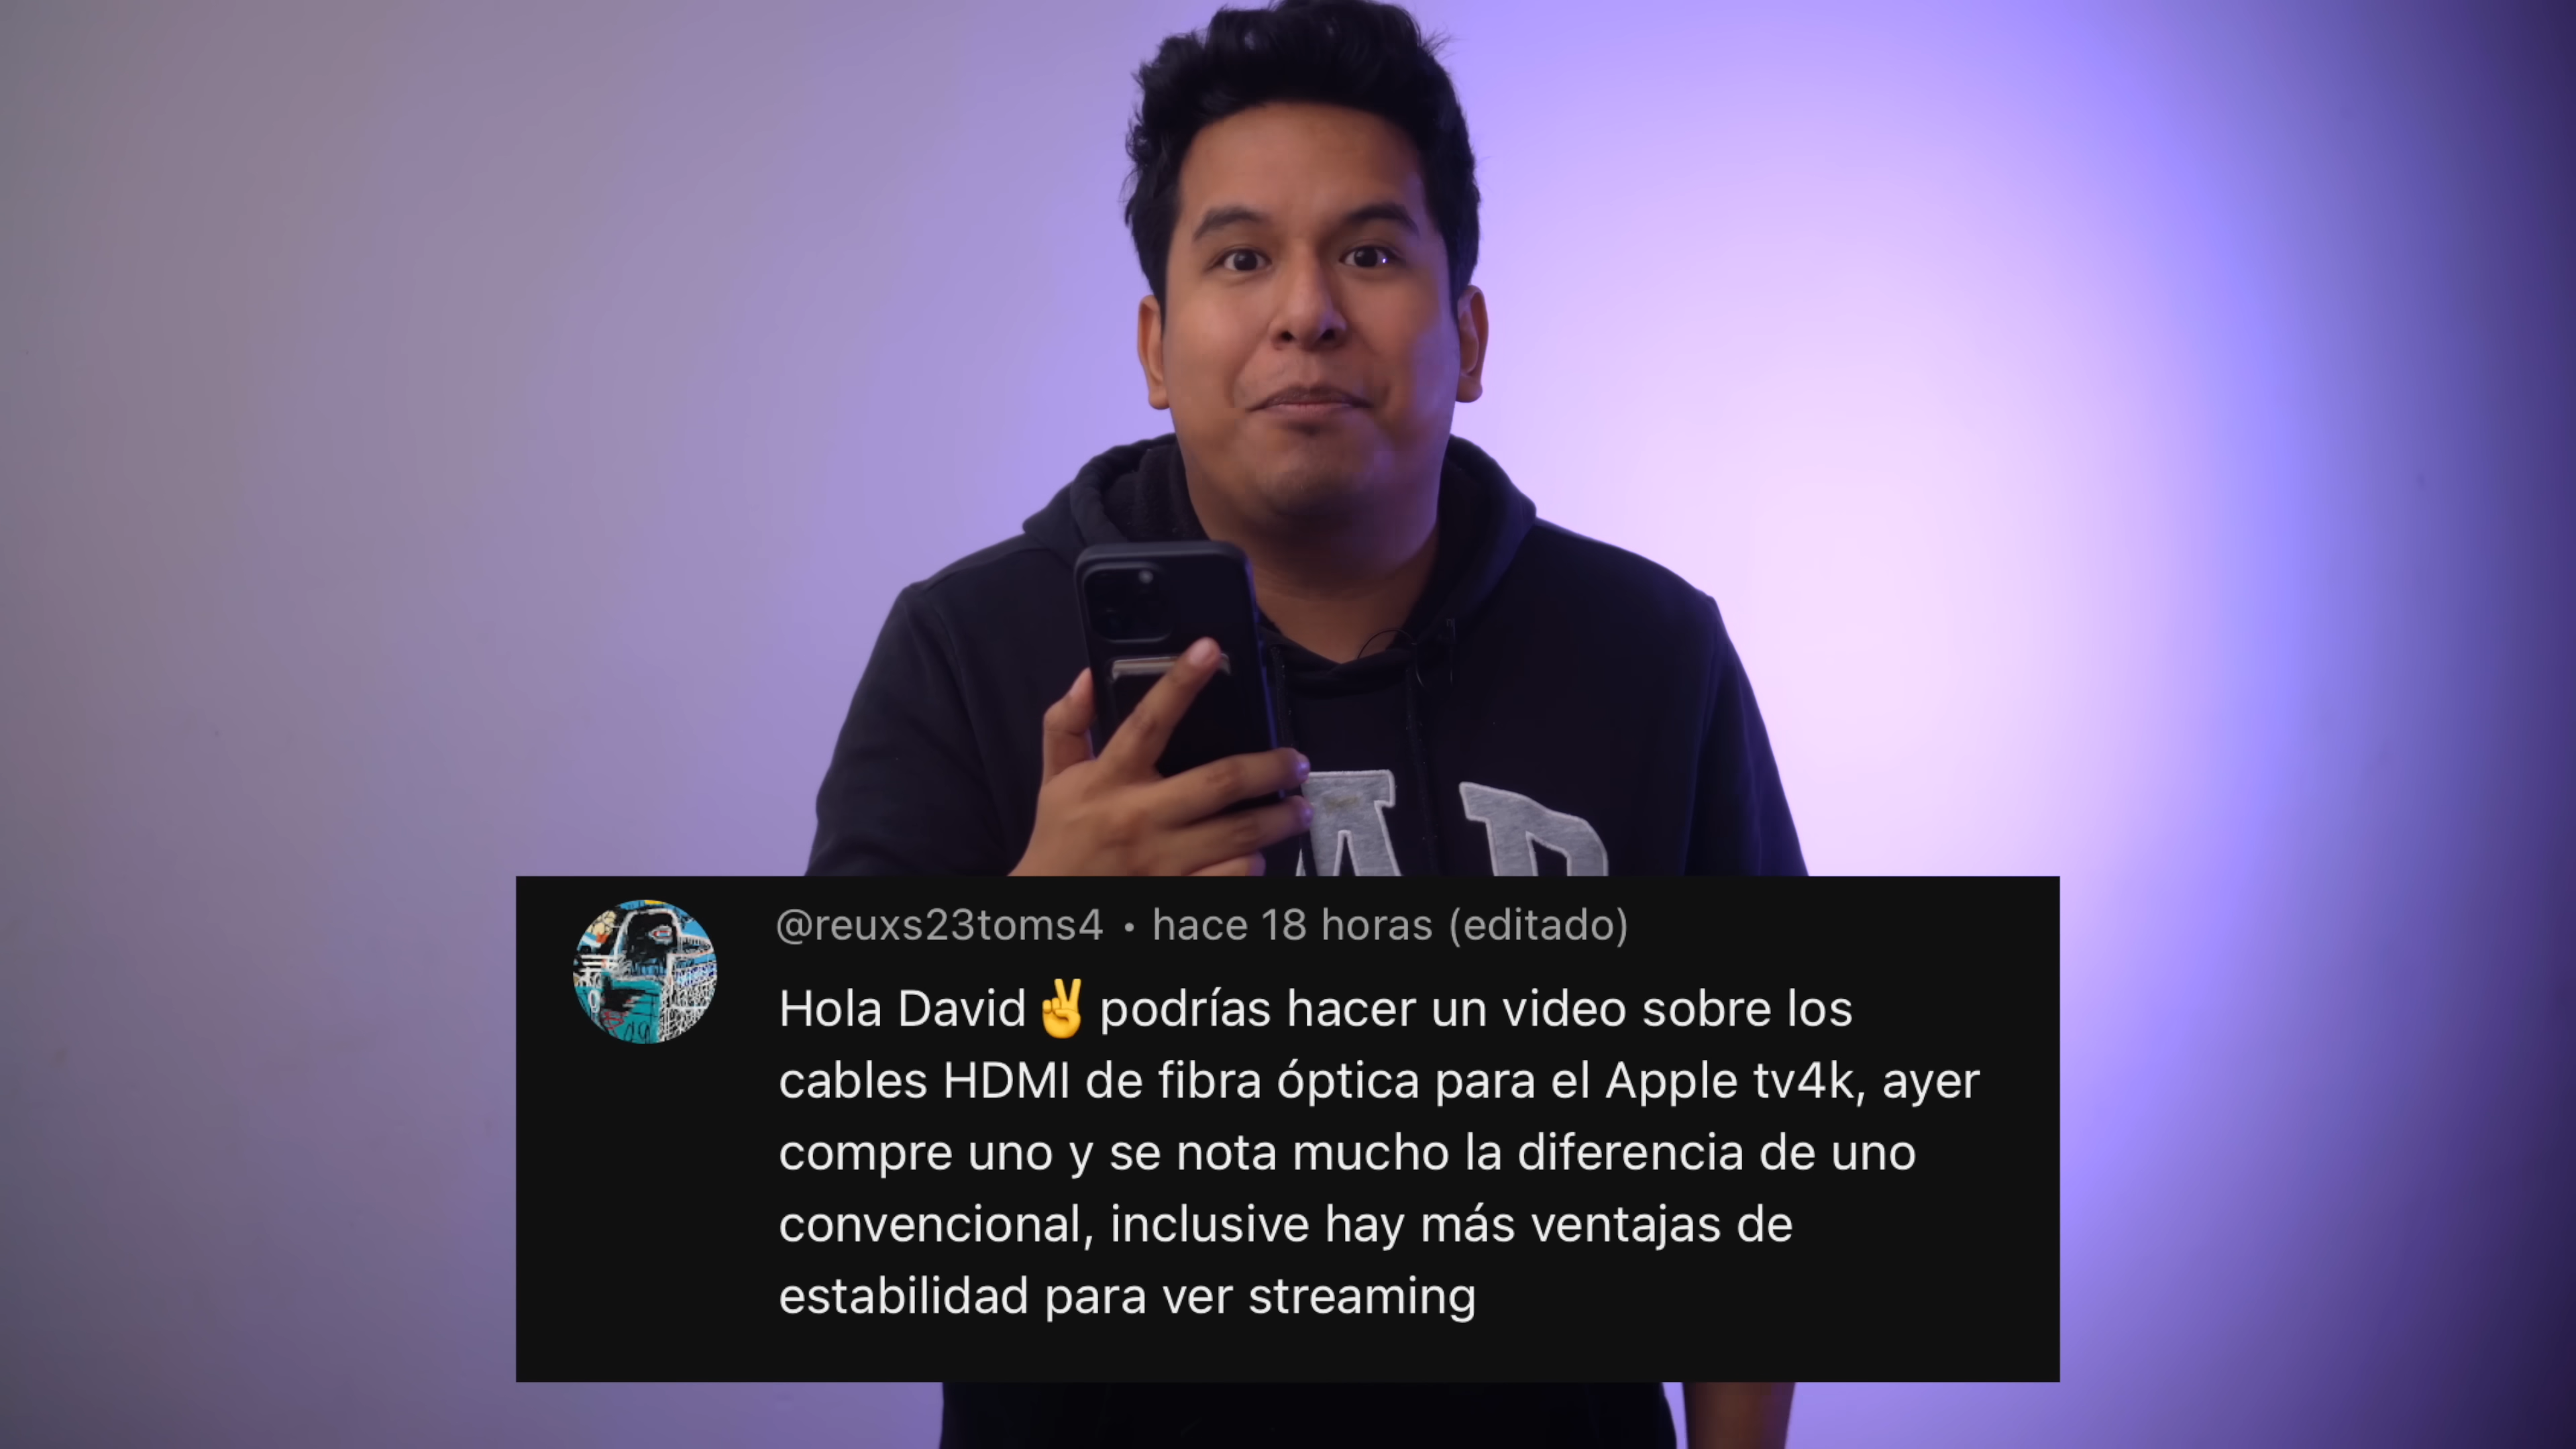 AP
@reuxs23toms4 • hace 18 horas (editado)
Hola David✌ podrías hacer un video sobre los
cables HDMI de fibra óptica para el Apple tv4k, ayer
compre uno y se nota mucho la diferencia de uno
convencional, inclusive hay más ventajas de
estabilidad para ver streaming